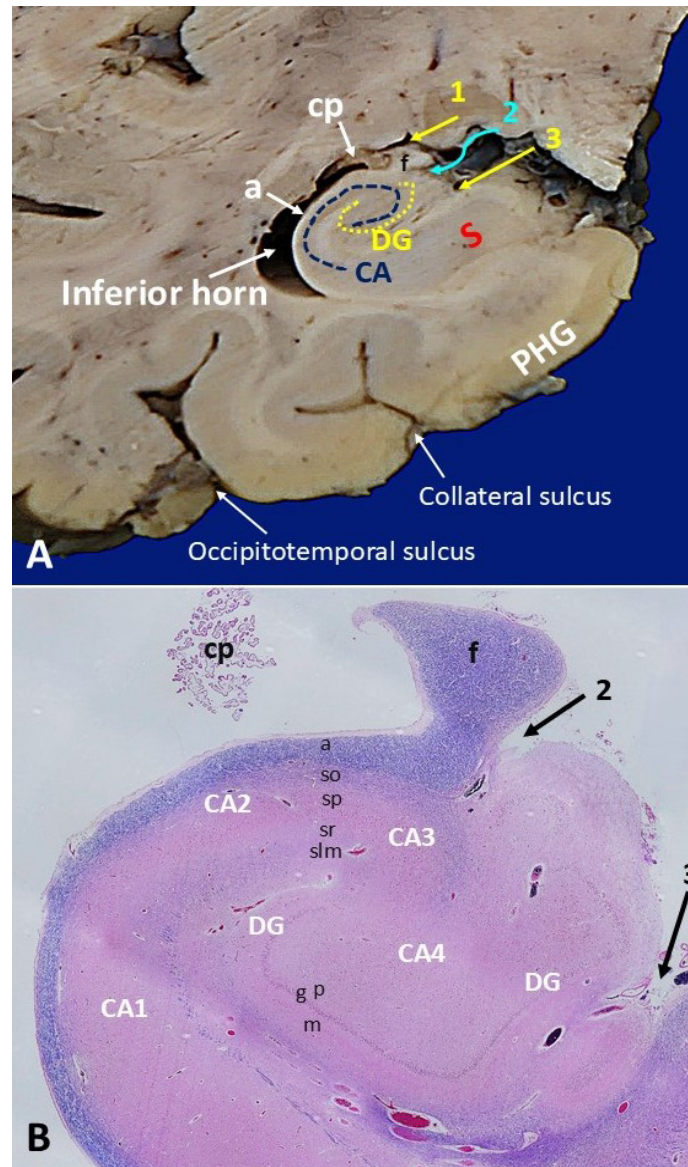 1
2
cp
3
f
a
DG
S
CA
Inferior horn
PHG
Collateral sulcus
Occipitotemporal sulcus
A
cp
f
2
a
so
CA2
sp
sr
CA3
slm
3
DG
CA4
DG
g p
CA1
m
B